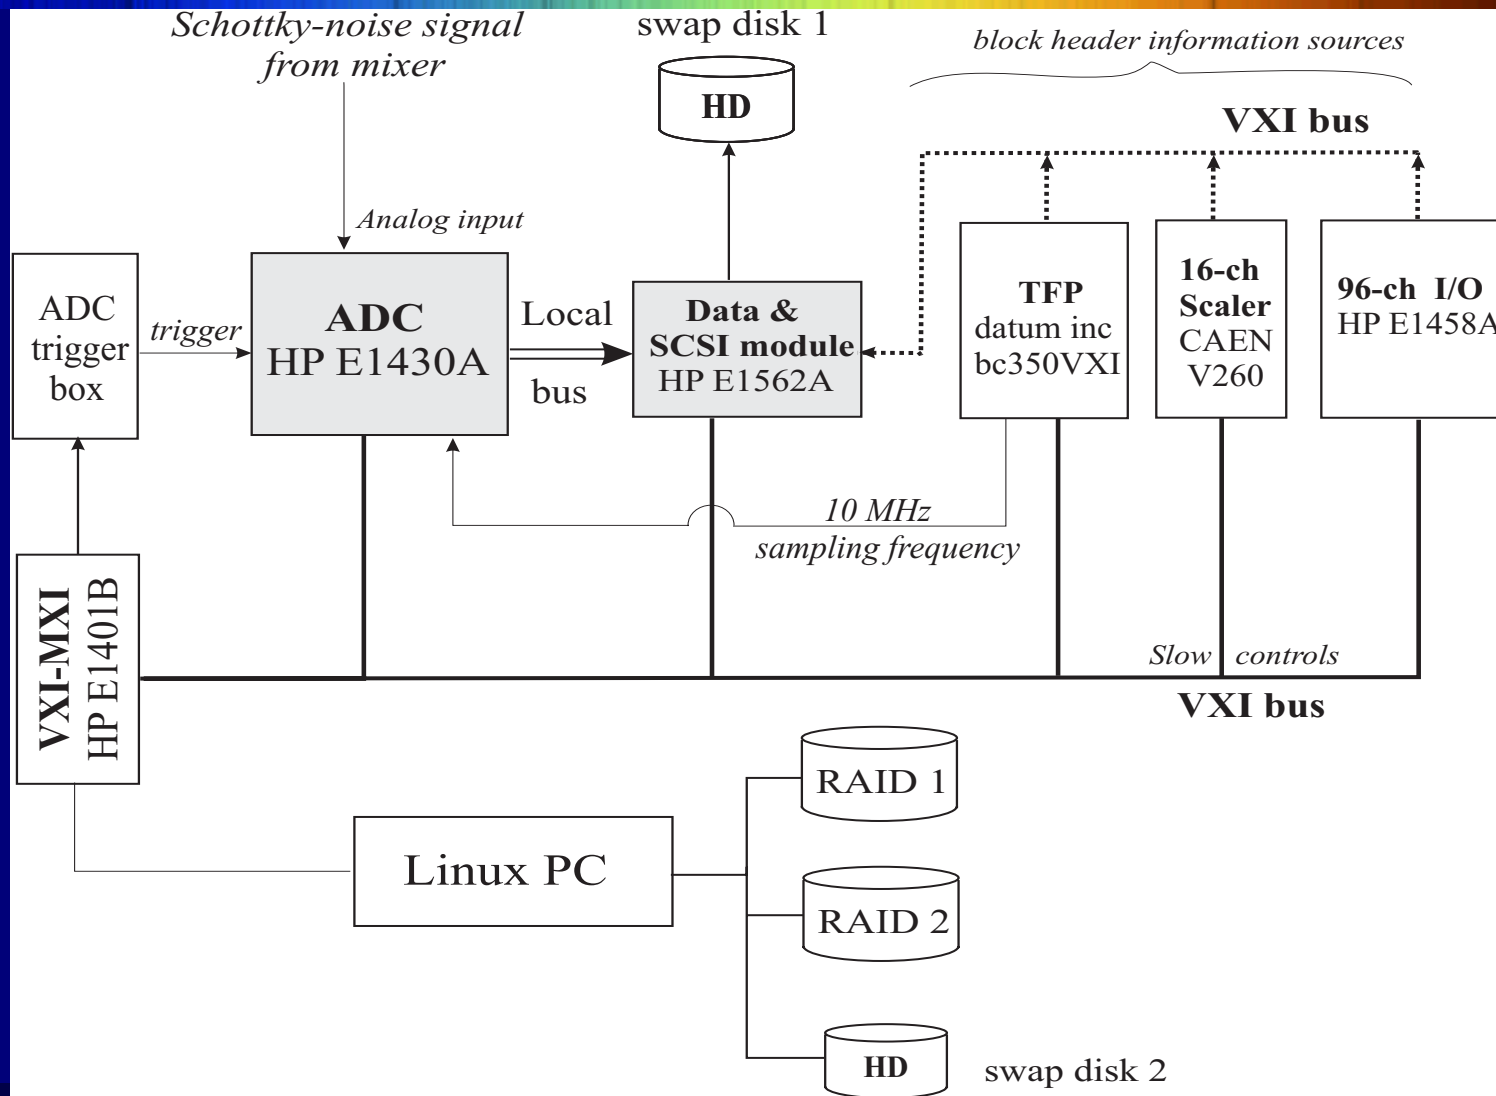 Schottky-noise signal
from mixer
swap disk 1
HD
block header information sources
VXI bus
Analog input
ADC
trigger
box
trigger
ADC
HP E1430A
Local
bus
Data &
SCSI module
HP E1562A
TFP
datum inc
bc350VXI
16-ch
Scaler
CAEN
V260
96-ch I/O
HP E1458A
10 MHz
sampling frequency
VXI-MXI
HP E1401B
Slow controls
VXI bus
Linux PC
RAID 1
RAID 2
HD
swap disk 2